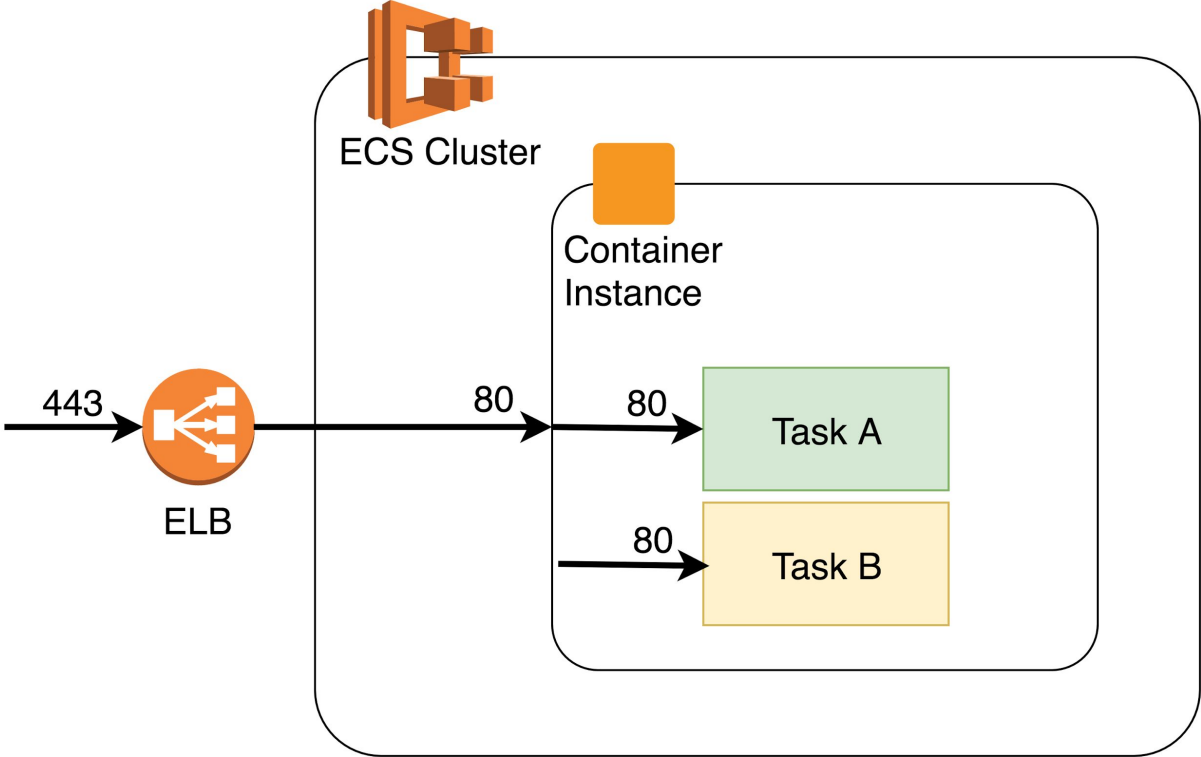 ECS Cluster
Container
Instance
443
80
80
Task A
ELB
80
Task B